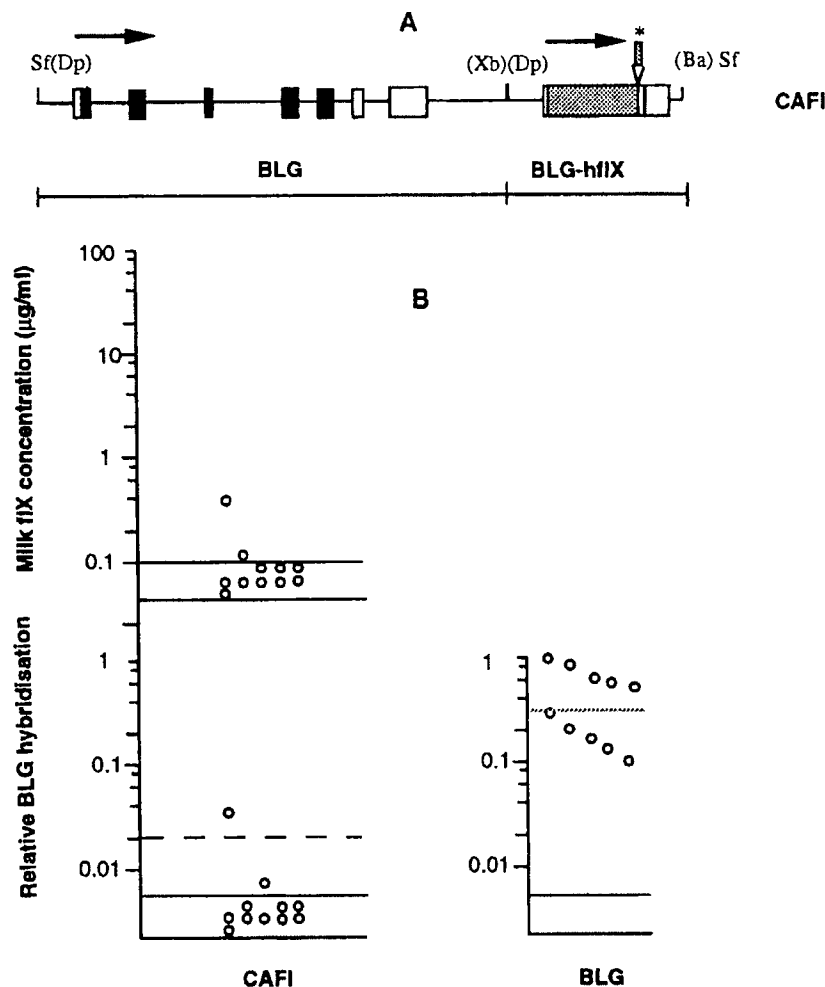 A
*
Sf(Dp) (Xb)(Dp) (Ba) Sf
CAFI
BLG BLG-hfIX
B
Milk fIX concentration (µg/ml)
100
10
1
0.1
Relative BLG hybridisation
1
0.1
0.01
1
0.1
0.01
CAFI BLG